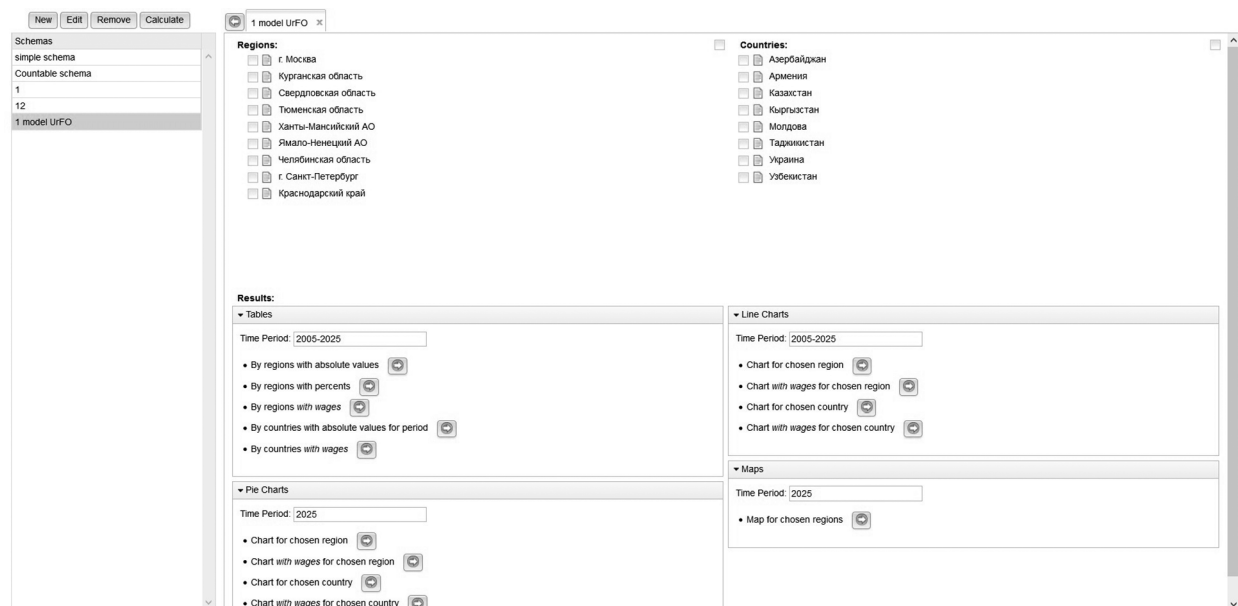 New Edit Remove Calculate
Schemas
simple schema
Countable schema
1
12
1 model UrFO
1 model UrFO ×
Regions:
г. Москва
Курганская область
Свердловская область
Тюменская область
Ханты-Мансийский АО
Ямало-Ненецкий АО
Челябинская область
г. Санкт-Петербург
Краснодарский край
Countries:
Азербайджан
Армения
Казахстан
Кыргызстан
Молдова
Таджикистан
Украина
Узбекистан
Results:
Tables
Time Period: 2005-2025
• By regions with absolute values
• By regions with percents
• By regions with wages
• By countries with absolute values for period
• By countries with wages
Pie Charts
Time Period: 2025
• Chart for chosen region
• Chart with wages for chosen region
• Chart for chosen country
• Chart with wages for chosen country
Line Charts
Time Period: 2005-2025
• Chart for chosen region
• Chart with wages for chosen region
• Chart for chosen country
• Chart with wages for chosen country
Maps
Time Period: 2025
• Map for chosen regions